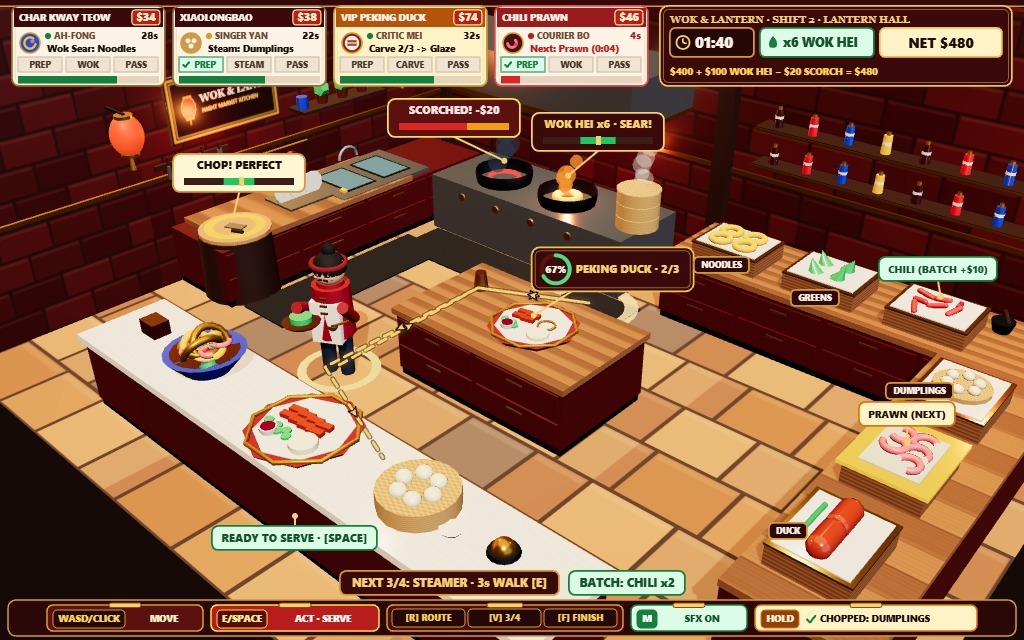 CHAR KWAY TEOW $34
AH-FONG 28s
Wok Sear: Noodles
PREP WOK PASS
XIAOLONGBAO $38
SINGER YAN 22s
Steam: Dumplings
✓ PREP STEAM PASS
VIP PEKING DUCK $74
CRITIC MEI 32s
Carve 2/3 -> Glaze
PREP CARVE PASS
CHILI PRAWN $46
COURIER BO 4s
Next: Prawn (0:04)
✓ PREP WOK PASS
WOK & LANTERN · SHIFT 2 · LANTERN HALL
01:40 x6 WOK HEI NET $480
$400 + $100 WOK HEI – $20 SCORCH = $480
WOK & LAN
NIGHT MARKET KITCHEN
SCORCHED! -$20
WOK HEI x6 · SEAR!
CHOP! PERFECT
67% PEKING DUCK · 2/3
NOODLES
GREENS
CHILI (BATCH +$10)
DUMPLINGS
PRAWN (NEXT)
DUCK
READY TO SERVE · [SPACE]
NEXT 3/4: STEAMER · 3s WALK [E]
BATCH: CHILI x2
WASD/CLICK MOVE
E/SPACE ACT · SERVE
[R] ROUTE [V] 3/4 [F] FINISH
M SFX ON
HOLD ✓ CHOPPED: DUMPLINGS